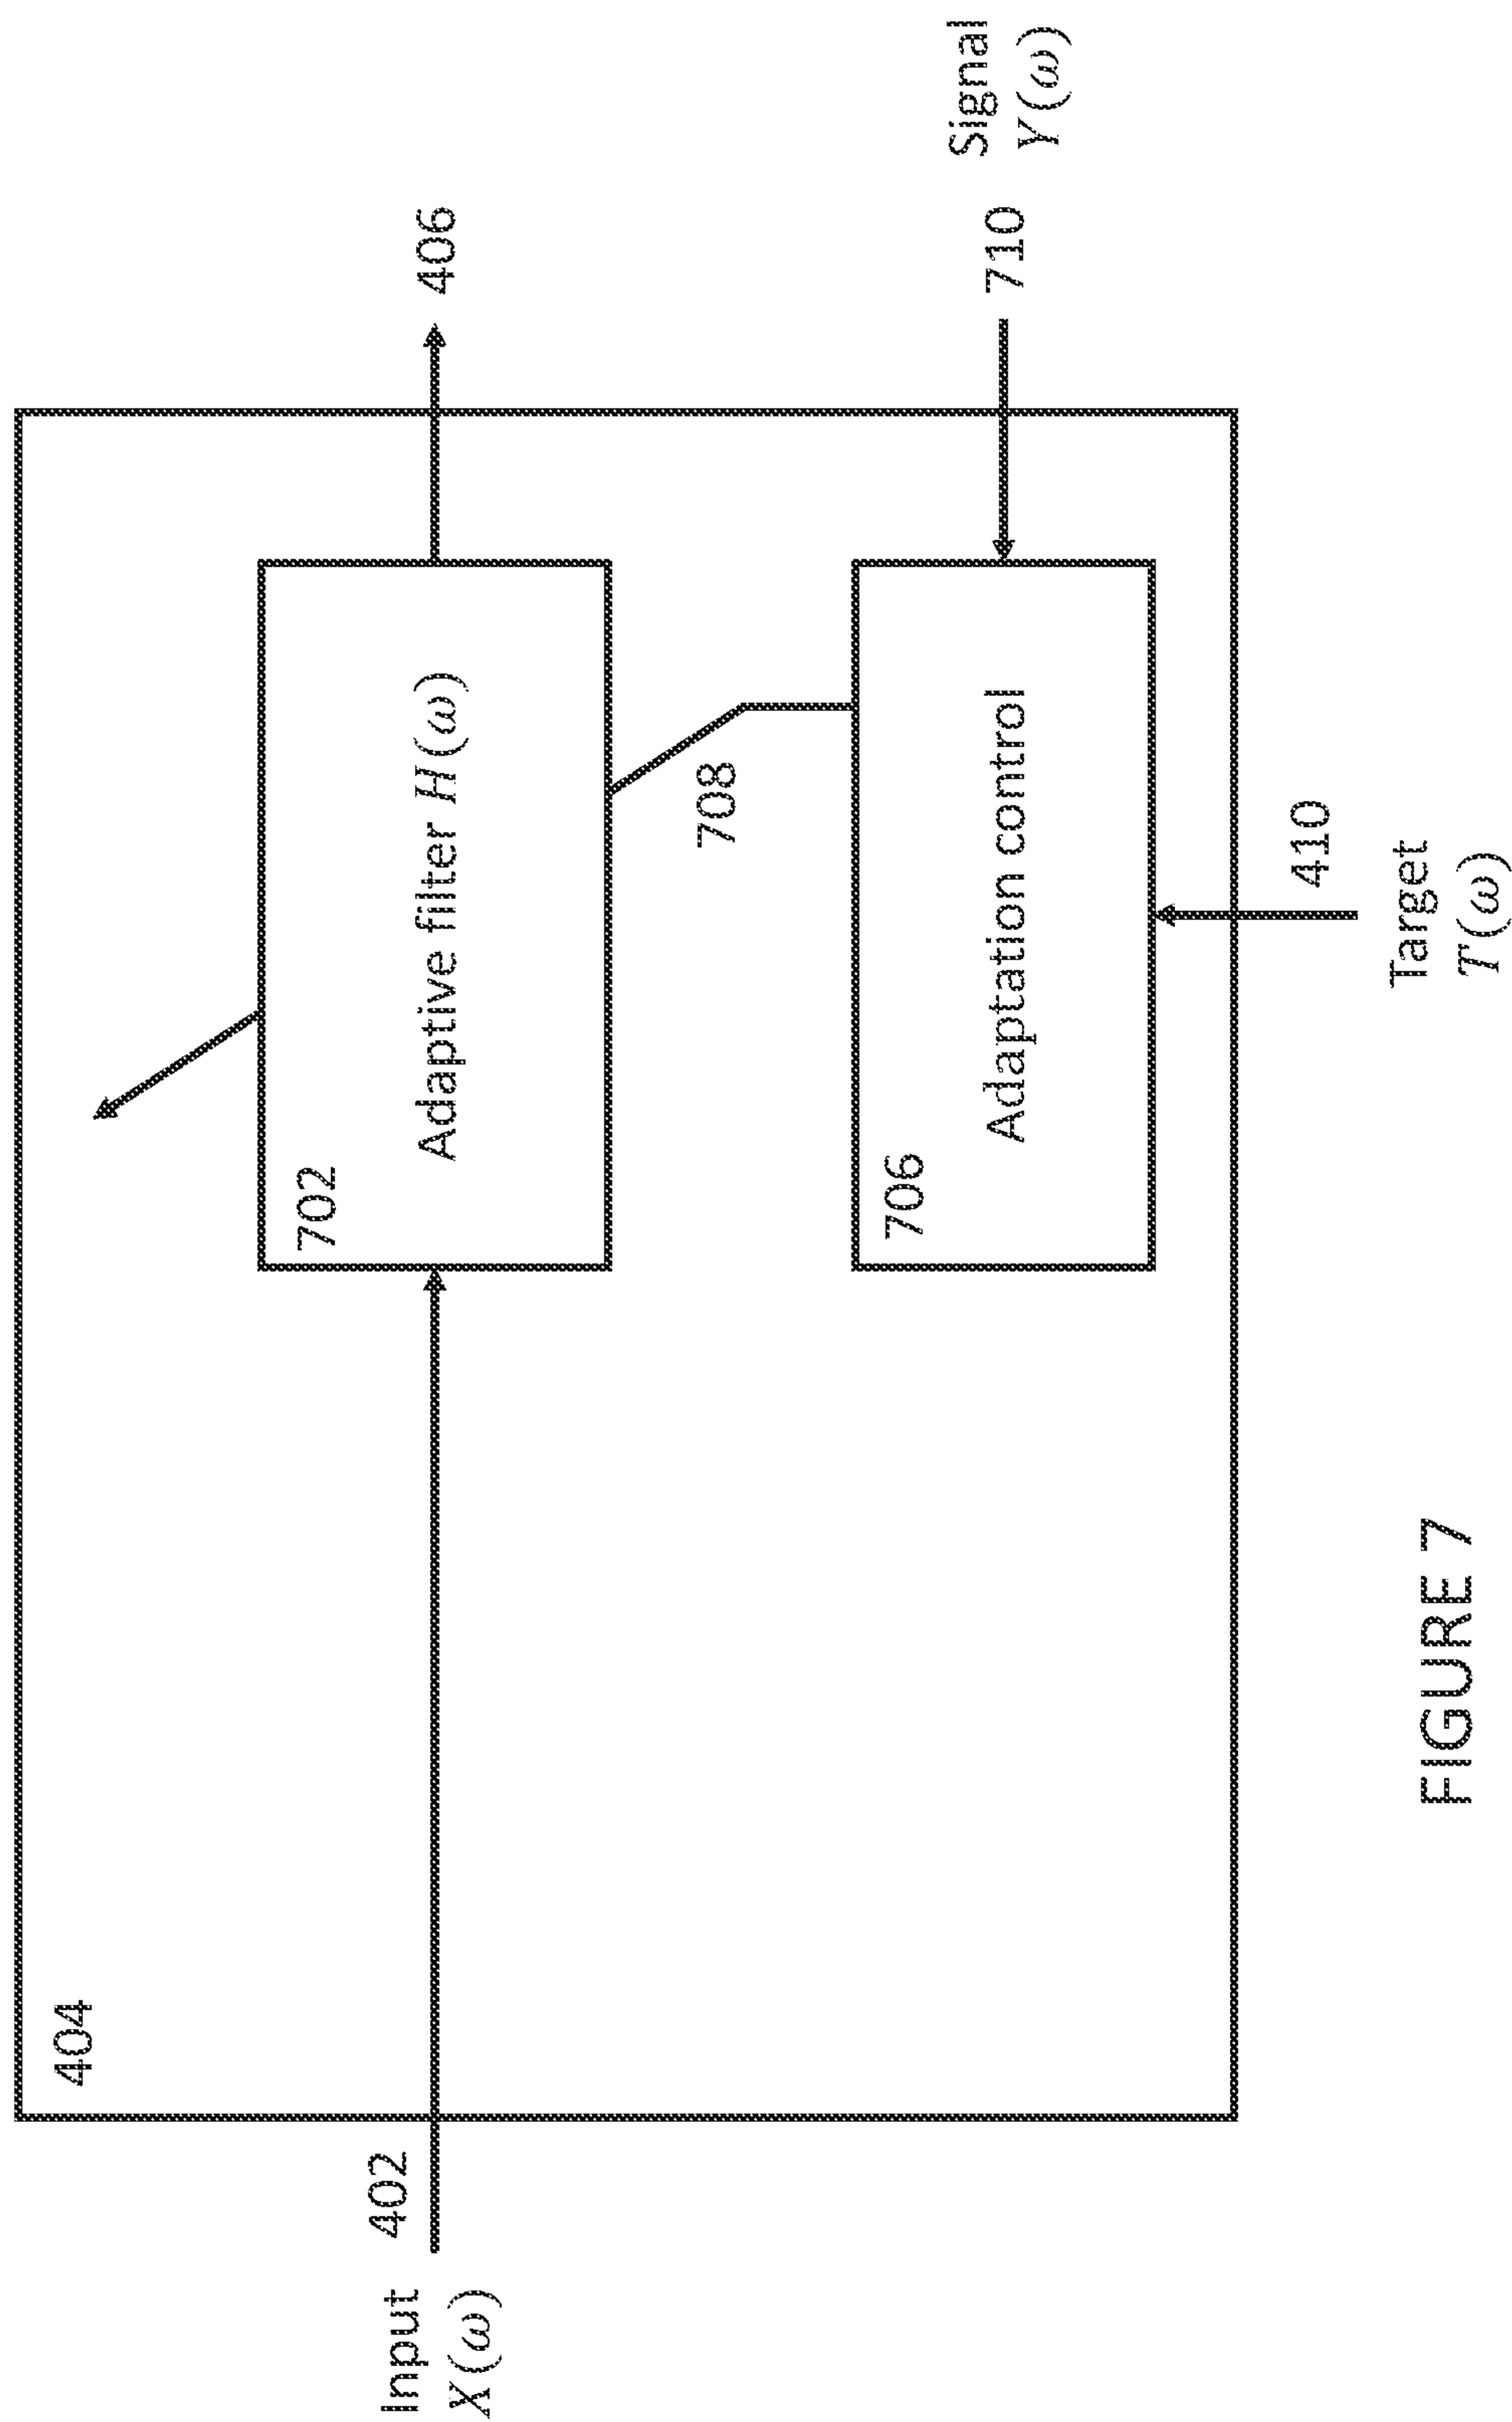 404
Input
X(ω)
402
702
Adaptive filter H(ω)
406
708
706
Adaptation control
710
Signal
Y(ω)
410
Target
T(ω)
FIGURE 7